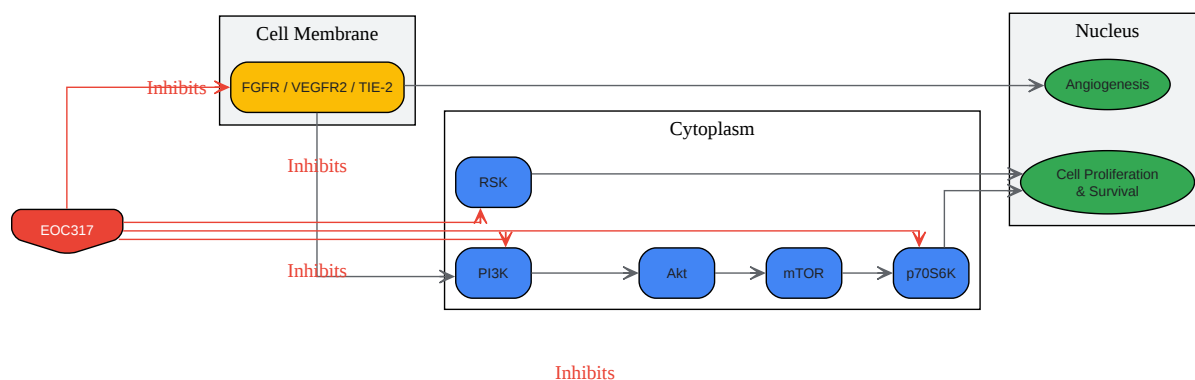 Cell Membrane
Nucleus
Inhibits
FGFR / VEGFR2 / TIE-2
Angiogenesis
Cytoplasm
Inhibits
RSK
Cell Proliferation
& Survival
EOC317
Inhibits
PI3K
Akt
mTOR
p70S6K
Inhibits